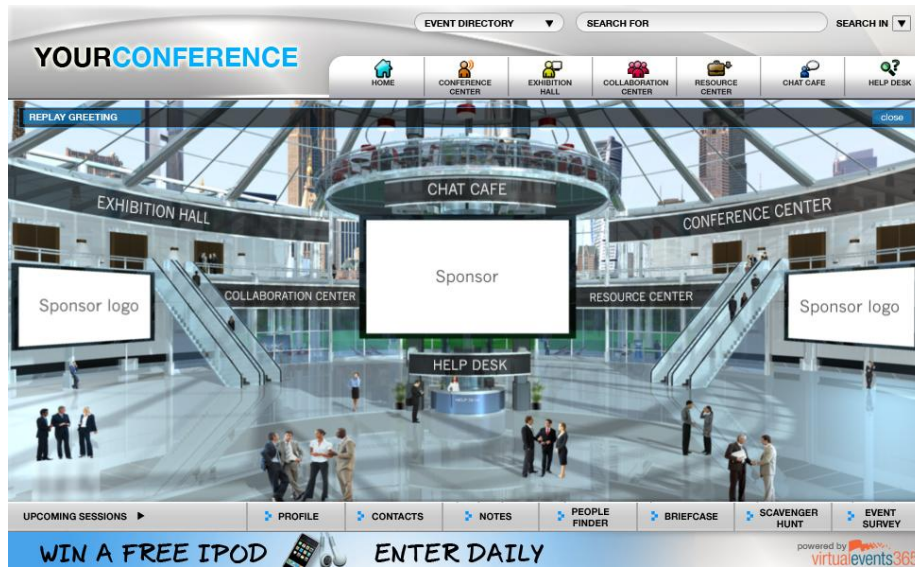 EVENT DIRECTORY ▼
SEARCH FOR
SEARCH IN ▼
YOURCONFERENCE
HOME
CONFERENCE
CENTER
EXHIBITION
HALL
COLLABORATION
CENTER
RESOURCE
CENTER
CHAT CAFE
HELP DESK
REPLAY GREETING
close
CHAT CAFE
EXHIBITION HALL
CONFERENCE CENTER
Sponsor
COLLABORATION CENTER
RESOURCE CENTER
Sponsor logo
Sponsor logo
HELP DESK
HELP DESK
UPCOMING SESSIONS ▶
PROFILE
CONTACTS
NOTES
PEOPLE
FINDER
BRIEFCASE
SCAVENGER
HUNT
EVENT
SURVEY
WIN A FREE IPOD
ENTER DAILY
powered by
virtualevents365